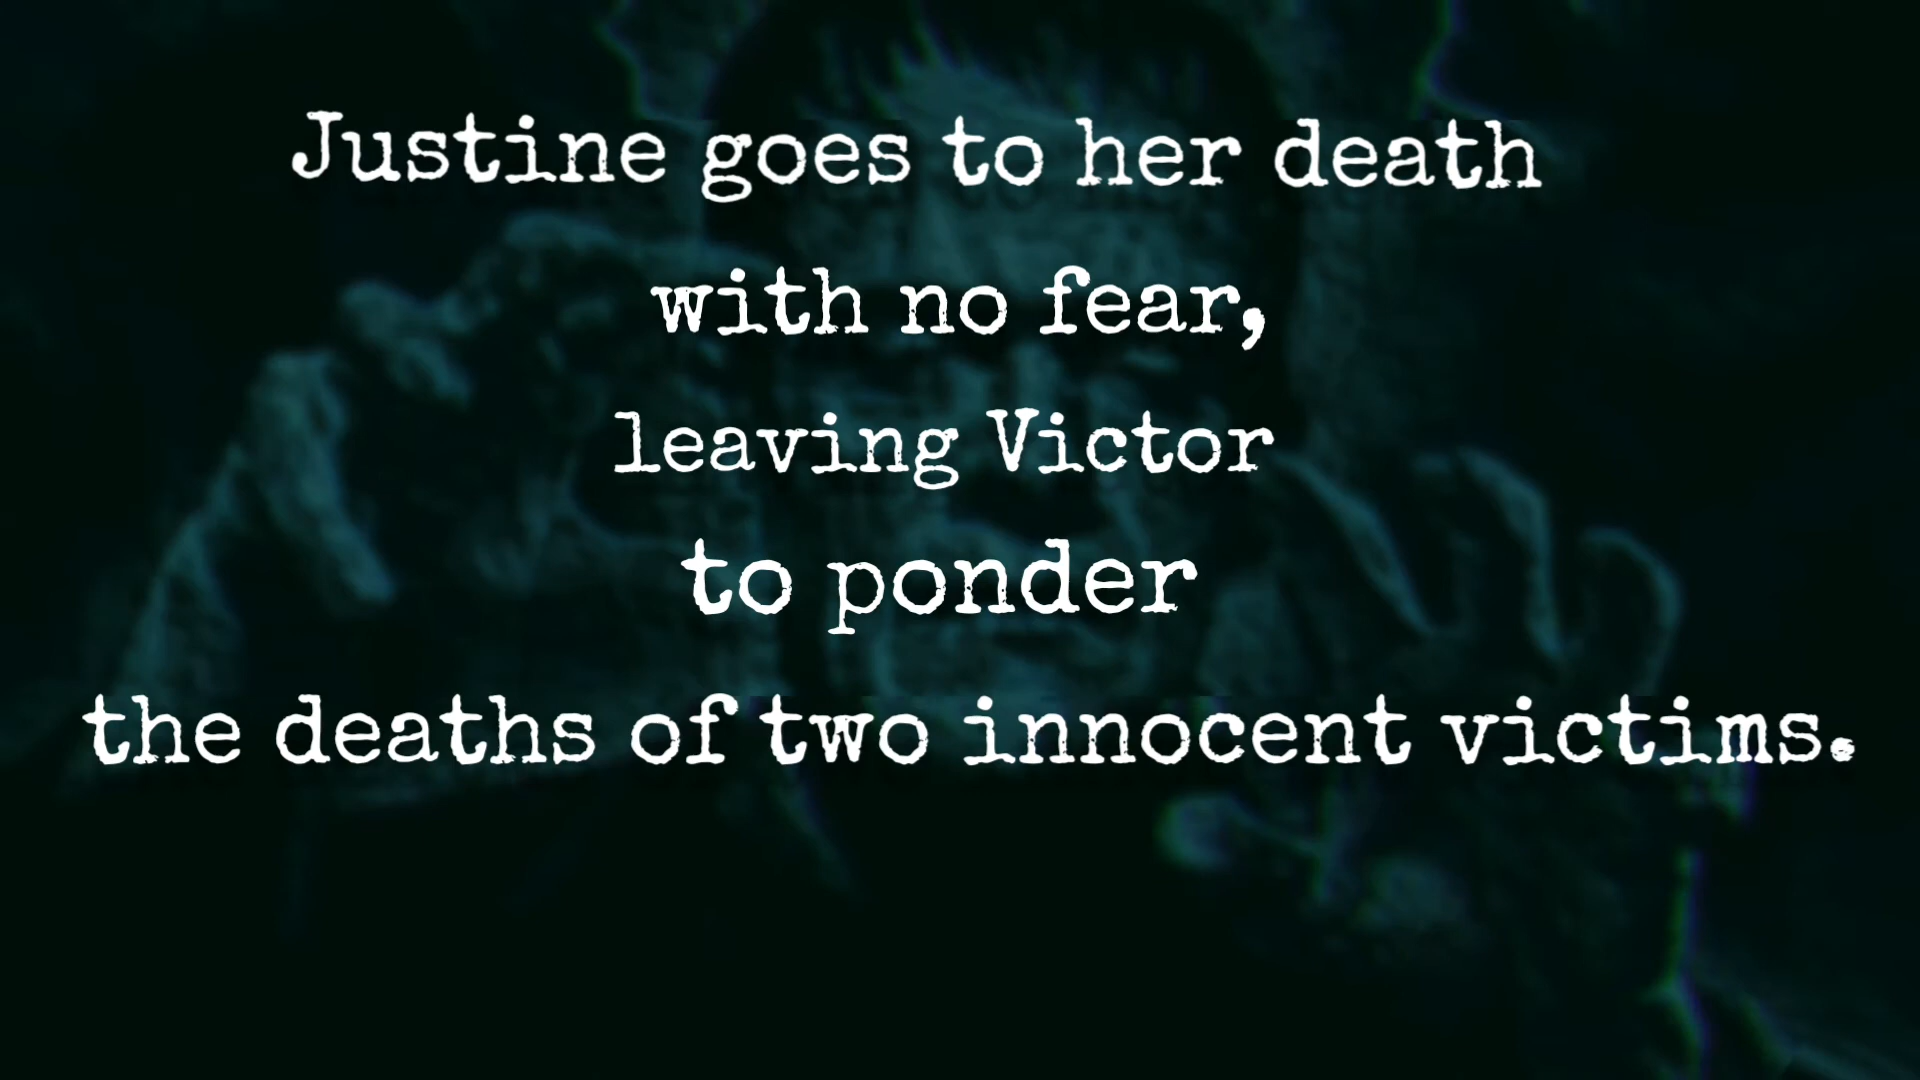 Justine goes to her death
with no fear,
leaving Victor
to ponder
the deaths of two innocent victims.